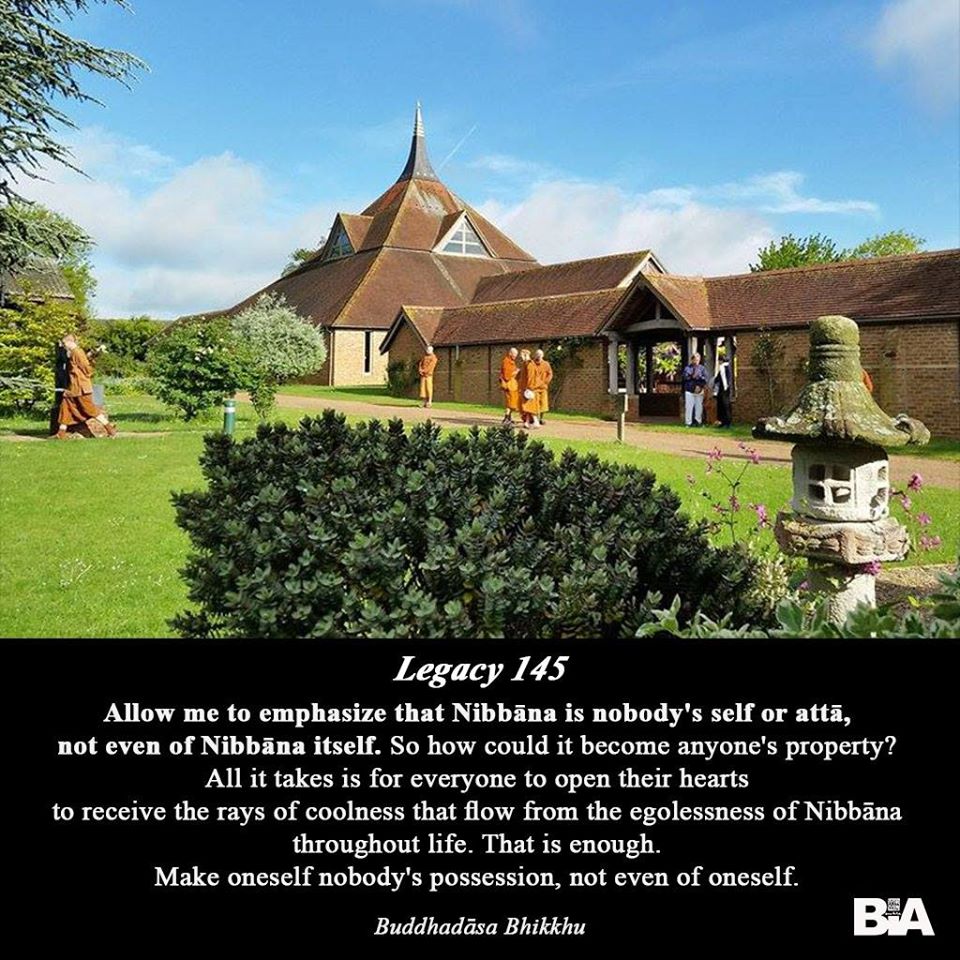 Legacy 145
Allow me to emphasize that Nibbāna is nobody's self or attā,
not even of Nibbāna itself. So how could it become anyone's property?
All it takes is for everyone to open their hearts
to receive the rays of coolness that flow from the egolessness of Nibbāna
throughout life. That is enough.
Make oneself nobody's possession, not even of oneself.
Buddhadāsa Bhikkhu
BIA